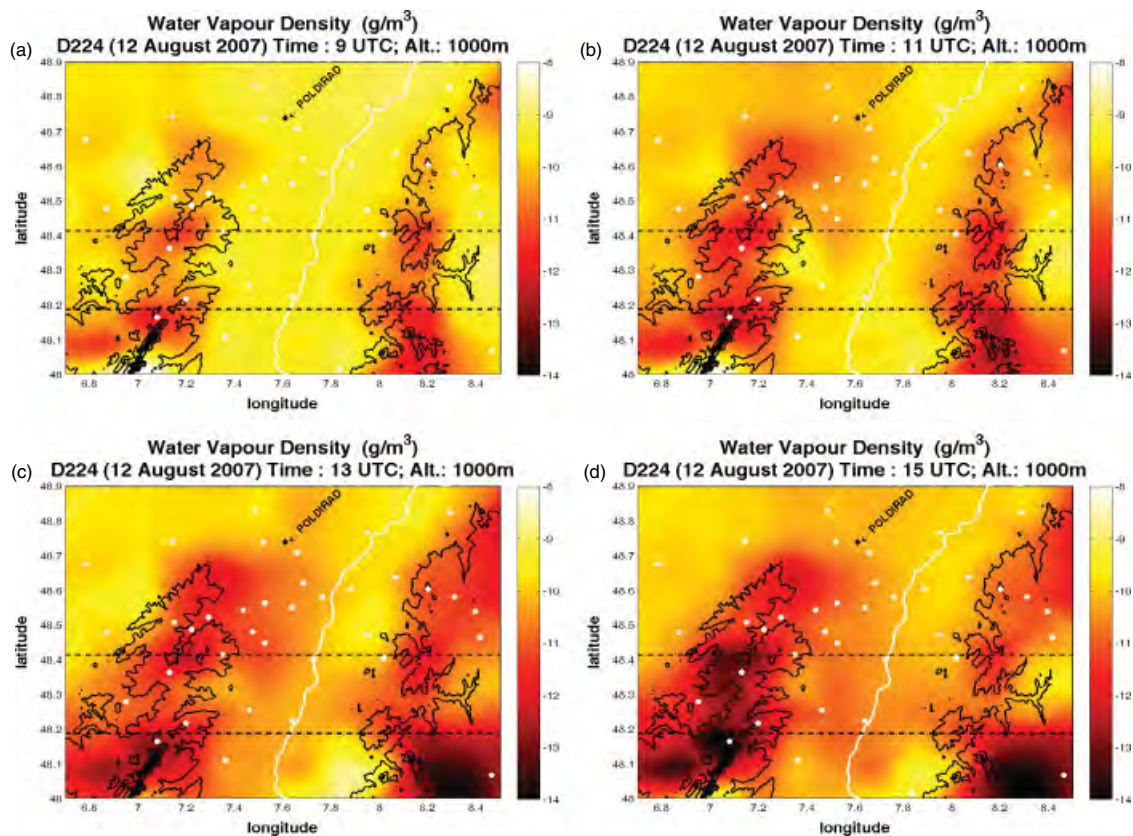 Water Vapour Density (g/m³)
(a) D224 (12 August 2007) Time : 9 UTC; Alt.: 1000m
48.9
48.8
48.7
48.6
48.5
48.4
48.3
48.2
48.1
48
latitude
POLDIRAD
-8
-9
-10
-11
-12
-13
-14
6.8 7 7.2 7.4 7.6 7.8 8 8.2 8.4
longitude
Water Vapour Density (g/m³)
(b) D224 (12 August 2007) Time : 11 UTC; Alt.: 1000m
48.9
48.8
48.7
48.6
48.5
48.4
48.3
48.2
48.1
48
latitude
POLDIRAD
-8
-9
-10
-11
-12
-13
-14
6.8 7 7.2 7.4 7.6 7.8 8 8.2 8.4
longitude
Water Vapour Density (g/m³)
(c) D224 (12 August 2007) Time : 13 UTC; Alt.: 1000m
48.9
48.8
48.7
48.6
48.5
48.4
48.3
48.2
48.1
48
latitude
POLDIRAD
-8
-9
-10
-11
-12
-13
-14
6.8 7 7.2 7.4 7.6 7.8 8 8.2 8.4
longitude
Water Vapour Density (g/m³)
(d) D224 (12 August 2007) Time : 15 UTC; Alt.: 1000m
48.9
48.8
48.7
48.6
48.5
48.4
48.3
48.2
48.1
48
latitude
POLDIRAD
-8
-9
-10
-11
-12
-13
-14
6.8 7 7.2 7.4 7.6 7.8 8 8.2 8.4
longitude